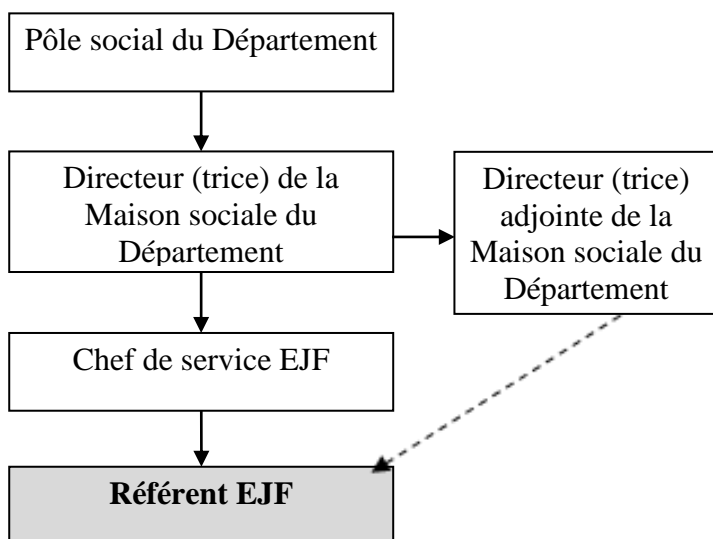 Pôle social du Département
Directeur (trice) de la
Maison sociale du
Département
Directeur (trice)
adjointe de la
Maison sociale du
Département
Chef de service EJF
Référent EJF